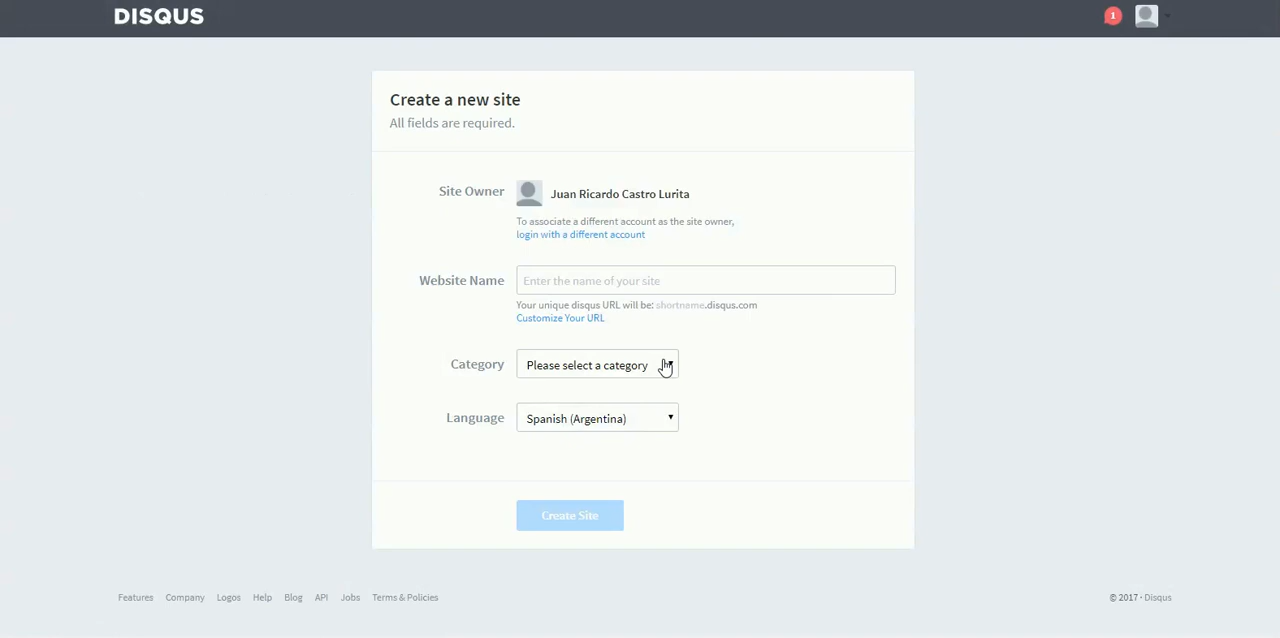 DISQUS
1
Create a new site
All fields are required.
Site Owner
Juan Ricardo Castro Lurita
To associate a different account as the site owner,
login with a different account
Website Name
Enter the name of your site
Your unique disqus URL will be: shortname.disqus.com
Customize Your URL
Category
Please select a category
Language
Spanish (Argentina)
Create Site
Features Company Logos Help Blog API Jobs Terms & Policies
© 2017 · Disqus